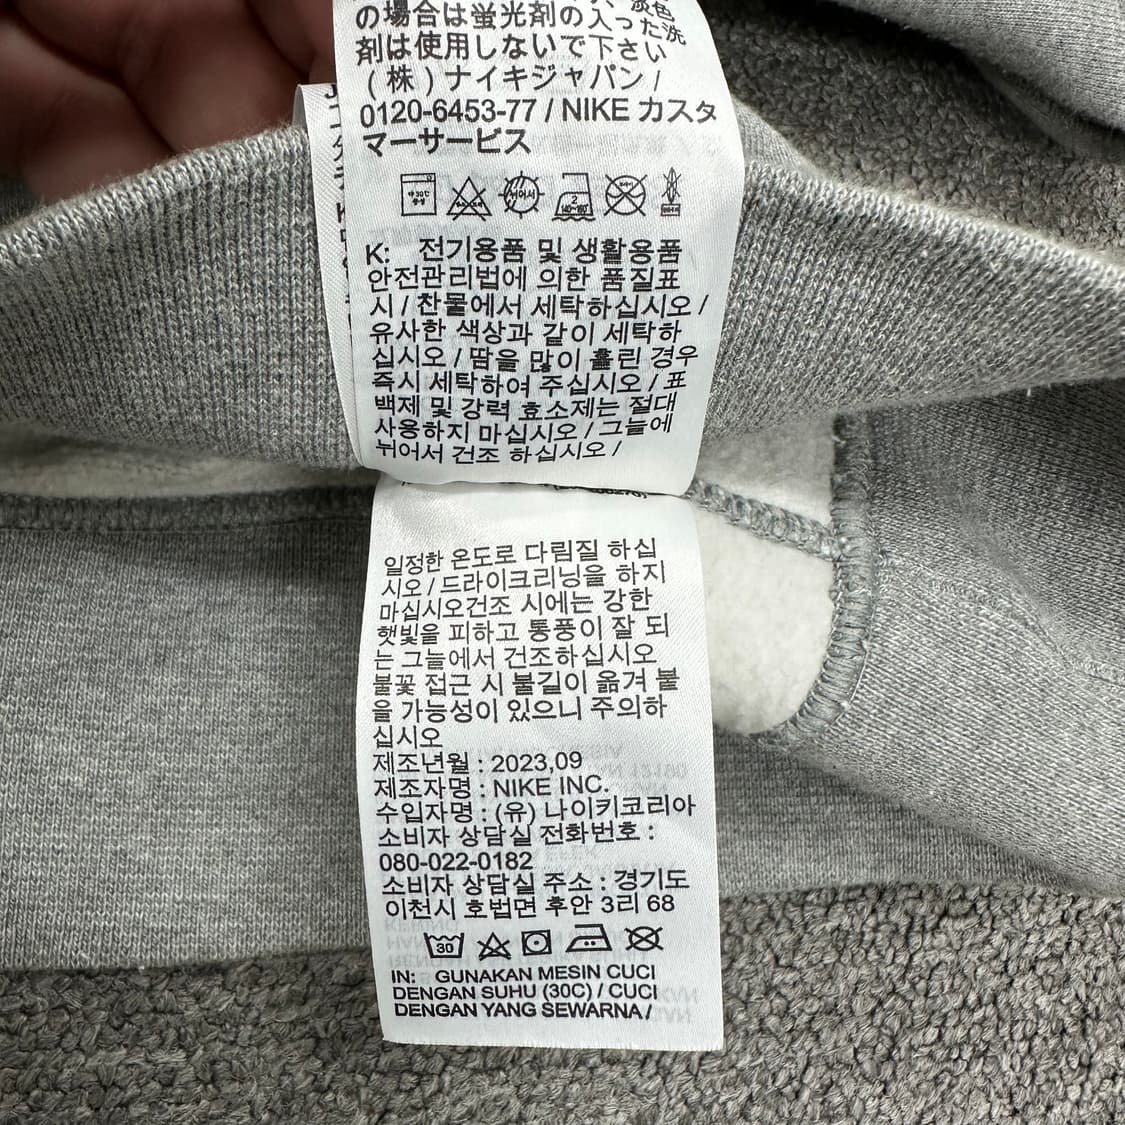 の場合は蛍光剤の入った洗
剤は使用しないで下さい
(株) ナイキジャパン /
0120-6453-77 / NIKE カスタ
マーサービス
K: 전기용품 및 생활용품
안전관리법에 의한 품질표
시 / 찬물에서 세탁하십시오 /
유사한 색상과 같이 세탁하
십시오 / 땀을 많이 흘린 경우
즉시 세탁하여 주십시오 / 표
백제 및 강력 효소제는 절대
사용하지 마십시오 / 그늘에
뉘어서 건조 하십시오 /
일정한 온도로 다림질 하십
시오 / 드라이크리닝을 하지
마십시오건조 시에는 강한
햇빛을 피하고 통풍이 잘 되
는 그늘에서 건조하십시오
불꽃 접근 시 불길이 옮겨 붙
을 가능성이 있으니 주의하
십시오
제조년월 : 2023,09
제조자명 : NIKE INC.
수입자명 : (유) 나이키코리아
소비자 상담실 전화번호 :
080-022-0182
소비자 상담실 주소 : 경기도
이천시 호법면 후안 3리 68
30
IN: GUNAKAN MESIN CUCI
DENGAN SUHU (30C) / CUCI
DENGAN YANG SEWARNA /